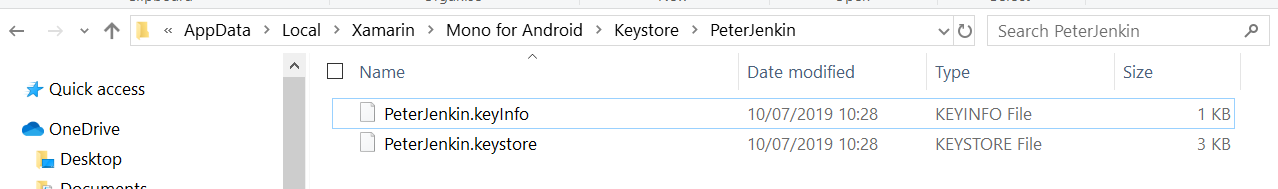 « AppData > Local > Xamarin > Mono for Android > Keystore > PeterJenkin
Search PeterJenkin
Name Date modified Type Size
Quick access
PeterJenkin.keyInfo 10/07/2019 10:28 KEYINFO File 1 KB
OneDrive
PeterJenkin.keystore 10/07/2019 10:28 KEYSTORE File 3 KB
Desktop
Documents